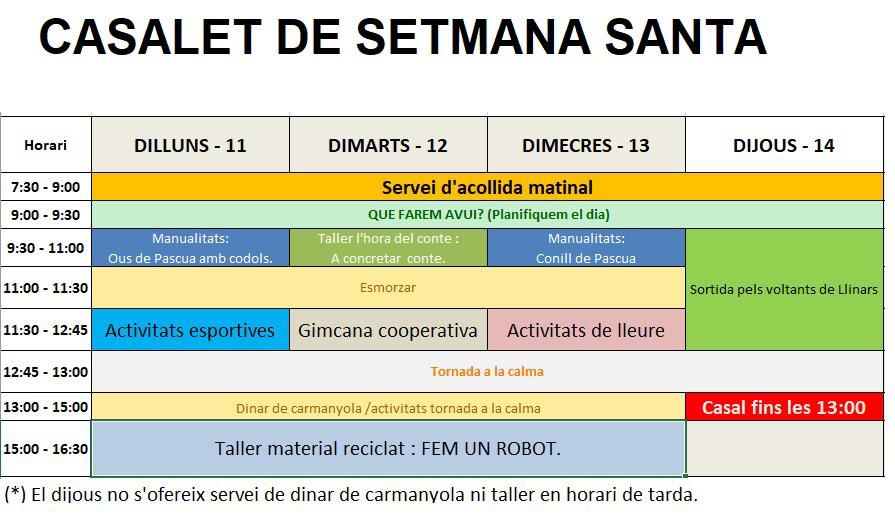 CASALET DE SETMANA SANTA
Horari
DILLUNS - 11
DIMARTS - 12
DIMECRES - 13
DIJOUS - 14
7:30 - 9:00
Servei d'acollida matinal
9:00 - 9:30
QUE FAREM AVUI? (Planifiquem el dia)
9:30 - 11:00
Manualitats:
Ous de Pascua amb codols.
Taller l'hora del conte :
A concretar conte.
Manualitats:
Conill de Pascua
Sortida pels voltants de Llinars
11:00 - 11:30
Esmorzar
11:30 - 12:45
Activitats esportives
Gimcana cooperativa
Activitats de lleure
12:45 - 13:00
Tornada a la calma
13:00 - 15:00
Dinar de carmanyola /activitats tornada a la calma
Casal fins les 13:00
15:00 - 16:30
Taller material reciclat : FEM UN ROBOT.
(*) El dijous no s'ofereix servei de dinar de carmanyola ni taller en horari de tarda.